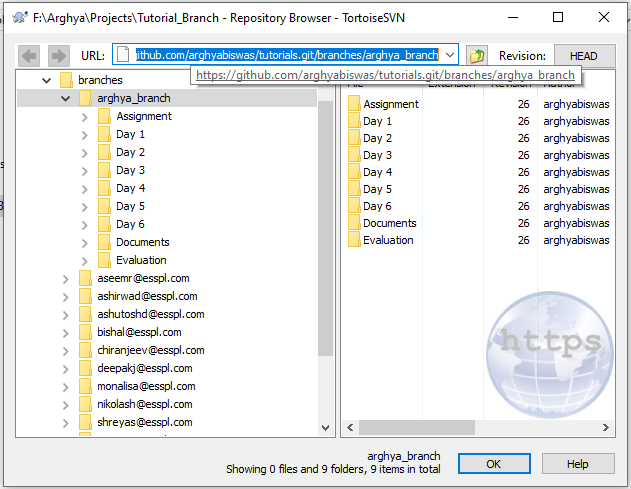 F:\Arghya\Projects\Tutorial_Branch - Repository Browser - TortoiseSVN
URL: github.com/arghyabiswas/tutorials.git/branches/arghya_branch Revision: HEAD
https://github.com/arghyabiswas/tutorials.git/branches/arghya_branch
branches
arghya_branch
Assignment
Day 1
Day 2
Day 3
Day 4
Day 5
Day 6
Documents
Evaluation
aseemr@esspl.com
ashirwad@esspl.com
ashutoshd@esspl.com
bishal@esspl.com
chiranjeev@esspl.com
deepakj@esspl.com
monalisa@esspl.com
nikolash@esspl.com
shreyas@esspl.com
File Extension Revision Author
Assignment 26 arghyabiswas
Day 1 26 arghyabiswas
Day 2 26 arghyabiswas
Day 3 26 arghyabiswas
Day 4 26 arghyabiswas
Day 5 26 arghyabiswas
Day 6 26 arghyabiswas
Documents 26 arghyabiswas
Evaluation 26 arghyabiswas
https
arghya_branch
Showing 0 files and 9 folders, 9 items in total
OK Help